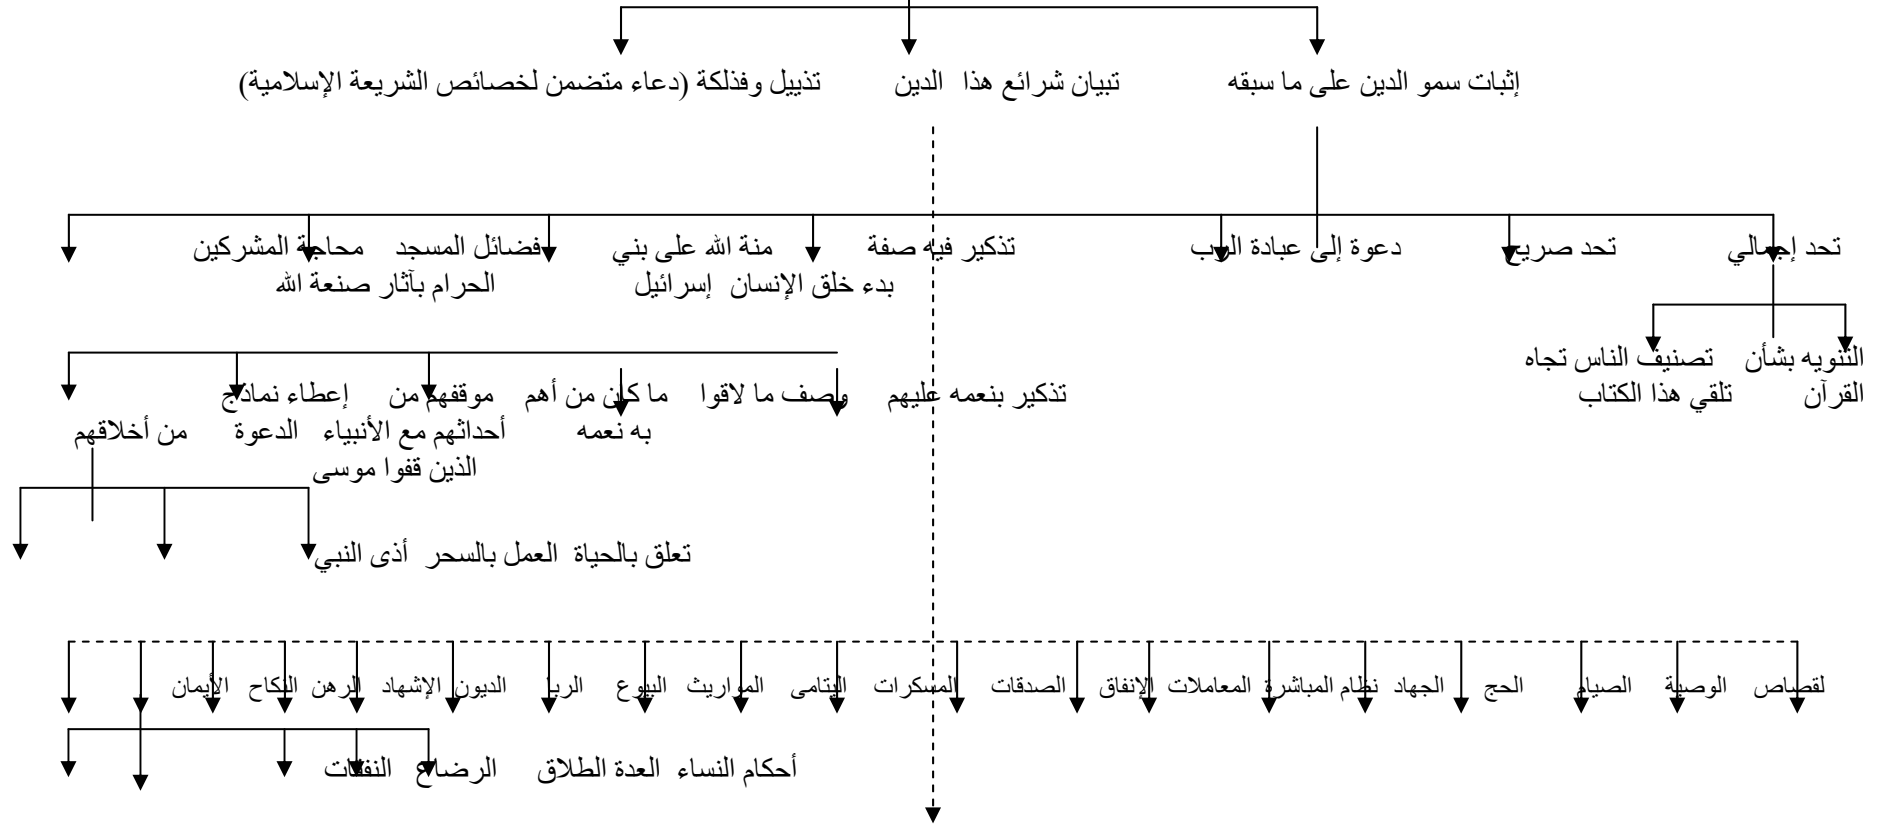 إثبات سمو الدين على ما سبقه تبيان شرائع هذا الدين تذييل وفذلكة (دعاء متضمن لخصائص الشريعة الإسلامية)
تحد إجمالي تحد صريح دعوة إلى عبادة الرب تذكير فيه صفة منة الله على بني فضائل المسجد محاجة المشركين
بدء خلق الإنسان إسرائيل الحرام بآثار صنعة الله
التنويه بشأن تصنيف الناس تجاه
القرآن تلقي هذا الكتاب
تذكير بنعمه عليهم وصف ما لاقوا ما كان من أهم موقفهم من إعطاء نماذج
به نعمه أحداثهم مع الأنبياء الدعوة من أخلاقهم
الذين قفوا موسى
تعلق بالحياة العمل بالسحر أذى النبي
لقصاص الوصية الصيام الحج الجهاد نظام المباشرة المعاملات الإنفاق الصدقات المسكرات اليتامى المواريث البيوع الربا الديون الإشهاد الرهن النكاح الأيمان
أحكام النساء العدة الطلاق الرضاع النفقات